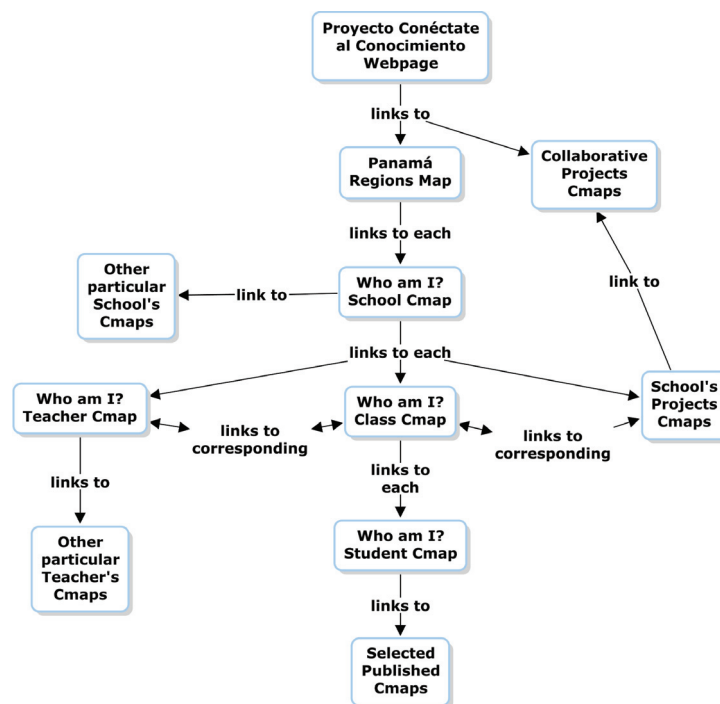 Proyecto Conéctate
al Conocimiento
Webpage
links to
Panamá
Regions Map
Collaborative
Projects
Cmaps
links to each
Other
particular
School's
Cmaps
link to
Who am I?
School Cmap
link to
links to each
Who am I?
Teacher Cmap
Who am I?
Class Cmap
School's
Projects
Cmaps
links to
corresponding
links to
corresponding
links to
links to
each
Other
particular
Teacher's
Cmaps
Who am I?
Student Cmap
links to
Selected
Published
Cmaps